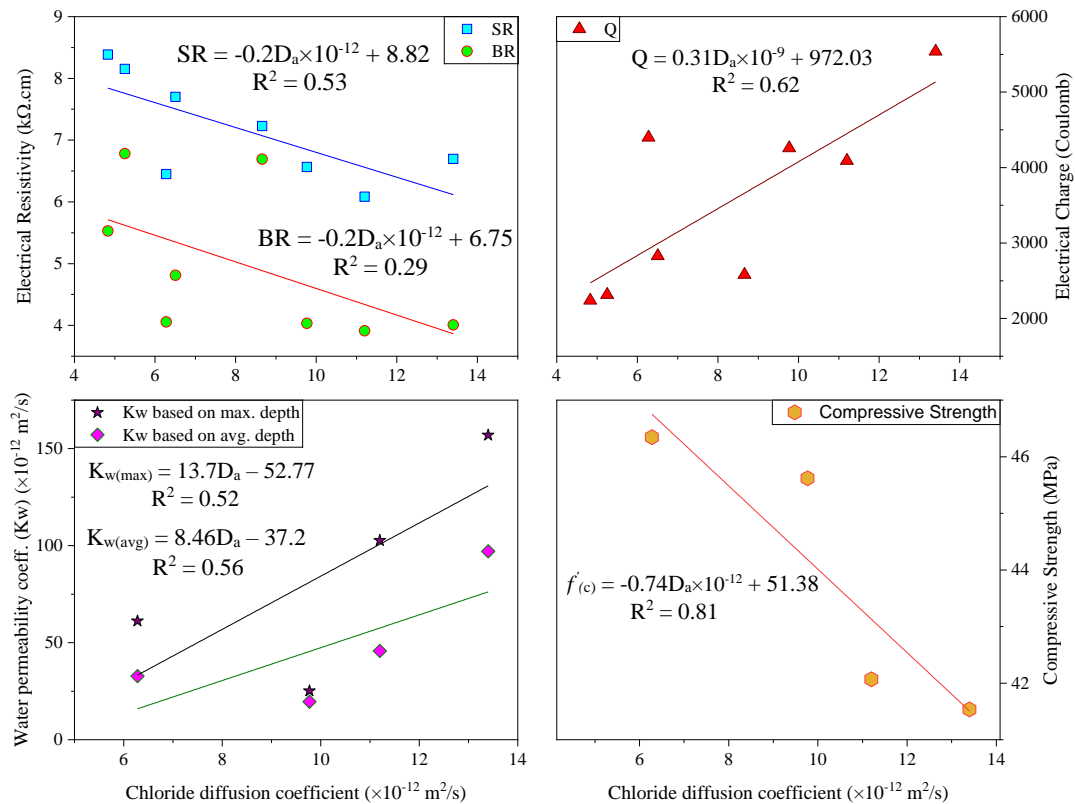 9
8
7
6
5
4
Electrical Resistivity (kΩ.cm)
SR
BR
SR = -0.2Dₐ×10⁻¹² + 8.82
R² = 0.53
BR = -0.2Dₐ×10⁻¹² + 6.75
R² = 0.29
4 6 8 10 12 14
Q
Q = 0.31Dₐ×10⁻⁹ + 972.03
R² = 0.62
6000
5000
4000
3000
2000
Electrical Charge (Coulomb)
4 6 8 10 12 14
150
100
50
0
Water permeability coeff. (Kw) (×10⁻¹² m²/s)
Kw based on max. depth
Kw based on avg. depth
K_w(max) = 13.7Dₐ – 52.77
R² = 0.52
K_w(avg) = 8.46Dₐ – 37.2
R² = 0.56
6 8 10 12 14
Chloride diffusion coefficient (×10⁻¹² m²/s)
Compressive Strength
f'(c) = -0.74Dₐ×10⁻¹² + 51.38
R² = 0.81
46
44
42
Compressive Strength (MPa)
6 8 10 12 14
Chloride diffusion coefficient (×10⁻¹² m²/s)